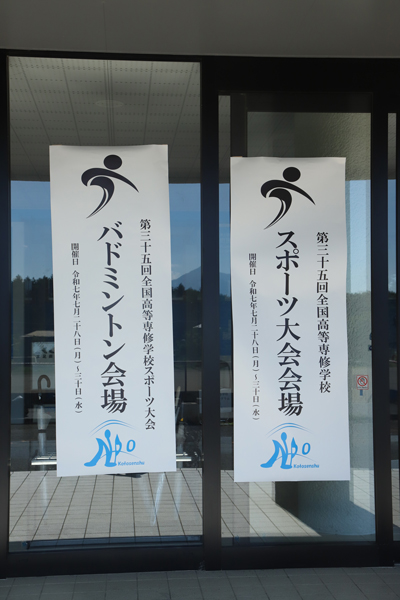 第三十五回全国高等専修学校スポーツ大会
バドミントン会場
開催日 令和七年七月二十八日(月)～三十日(水)
Kotosenshu
第三十五回全国高等専修学校
スポーツ大会会場
開催日 令和七年七月二十八日(月)～三十日(水)
Kotosenshu